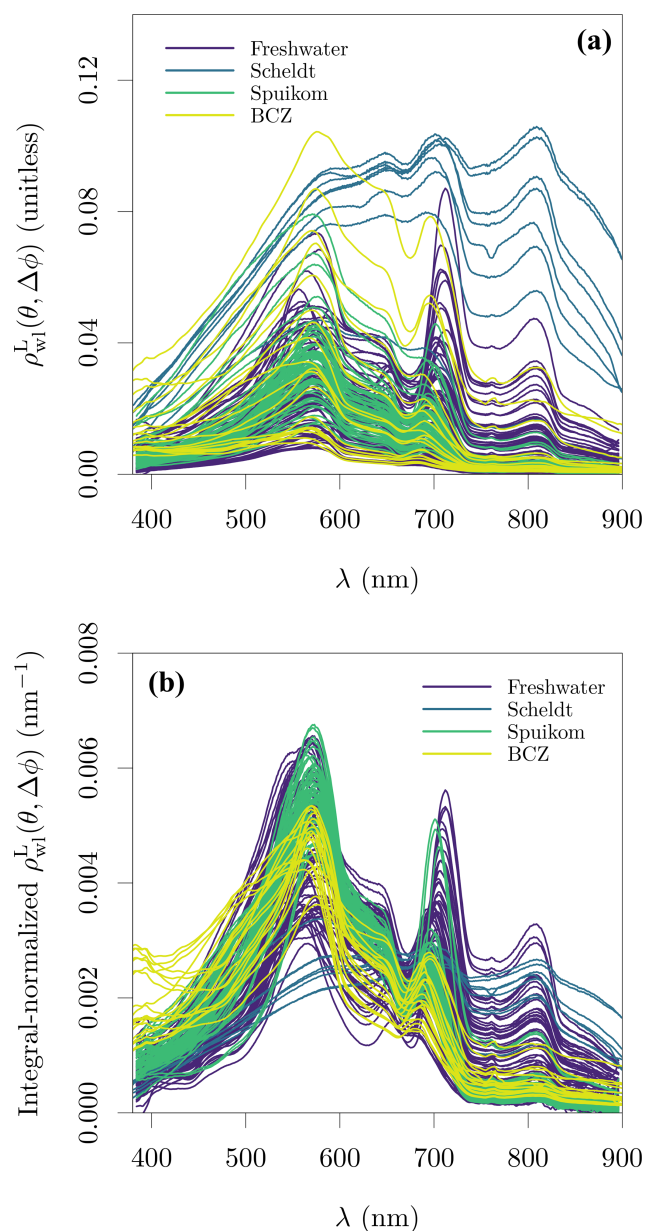 (a)
Freshwater
Scheldt
Spuikom
BCZ
0.12
0.08
0.04
0.00
ρ_wl^L(θ, Δϕ) (unitless)
400 500 600 700 800 900
λ (nm)
(b)
Freshwater
Scheldt
Spuikom
BCZ
0.008
0.006
0.004
0.002
0.000
Integral-normalized ρ_wl^L(θ, Δϕ) (nm⁻¹)
400 500 600 700 800 900
λ (nm)